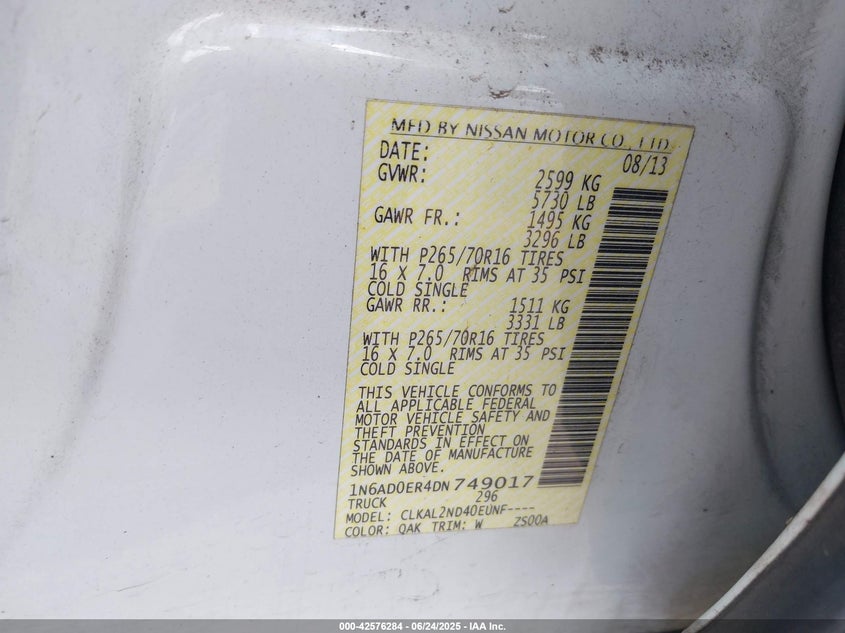 MFD BY NISSAN MOTOR CO., LTD.
DATE: 08/13
GVWR: 2599 KG
5730 LB
GAWR FR.: 1495 KG
3296 LB
WITH P265/70R16 TIRES
16 X 7.0 RIMS AT 35 PSI
COLD SINGLE
GAWR RR.: 1511 KG
3331 LB
WITH P265/70R16 TIRES
16 X 7.0 RIMS AT 35 PSI
COLD SINGLE
THIS VEHICLE CONFORMS TO
ALL APPLICABLE FEDERAL
MOTOR VEHICLE SAFETY AND
THEFT PREVENTION
STANDARDS IN EFFECT ON
THE DATE OF MANUFACTURE
SHOWN ABOVE.
1N6AD0ER4DN749017
TRUCK 296
MODEL: CLKAL2ND40EUNF----
COLOR: QAK TRIM: W ZS00A
000-42576284 - 06/24/2025 - IAA Inc.